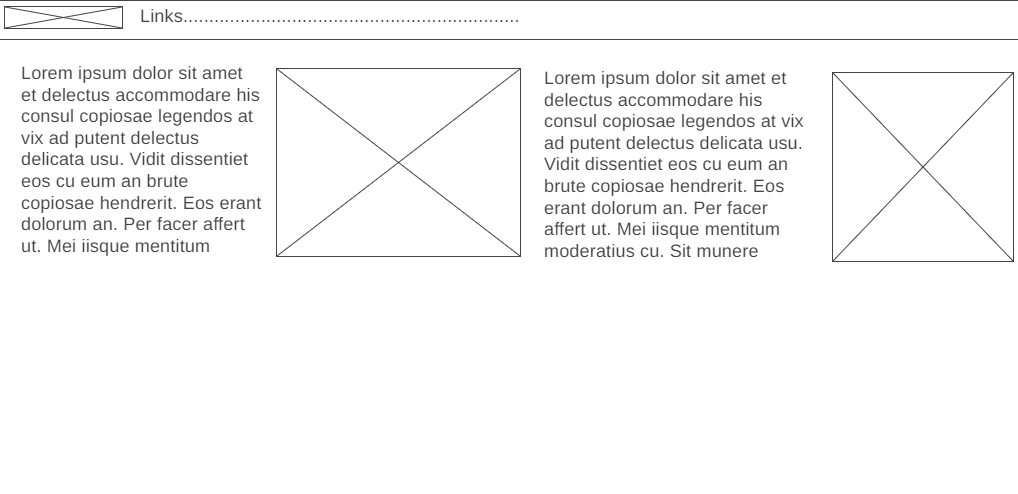 Links.................................................................
Lorem ipsum dolor sit amet
et delectus accommodare his
consul copiosae legendos at
vix ad putent delectus
delicata usu. Vidit dissentiet
eos cu eum an brute
copiosae hendrerit. Eos erant
dolorum an. Per facer affert
ut. Mei iisque mentitum
Lorem ipsum dolor sit amet et
delectus accommodare his
consul copiosae legendos at vix
ad putent delectus delicata usu.
Vidit dissentiet eos cu eum an
brute copiosae hendrerit. Eos
erant dolorum an. Per facer
affert ut. Mei iisque mentitum
moderatius cu. Sit munere